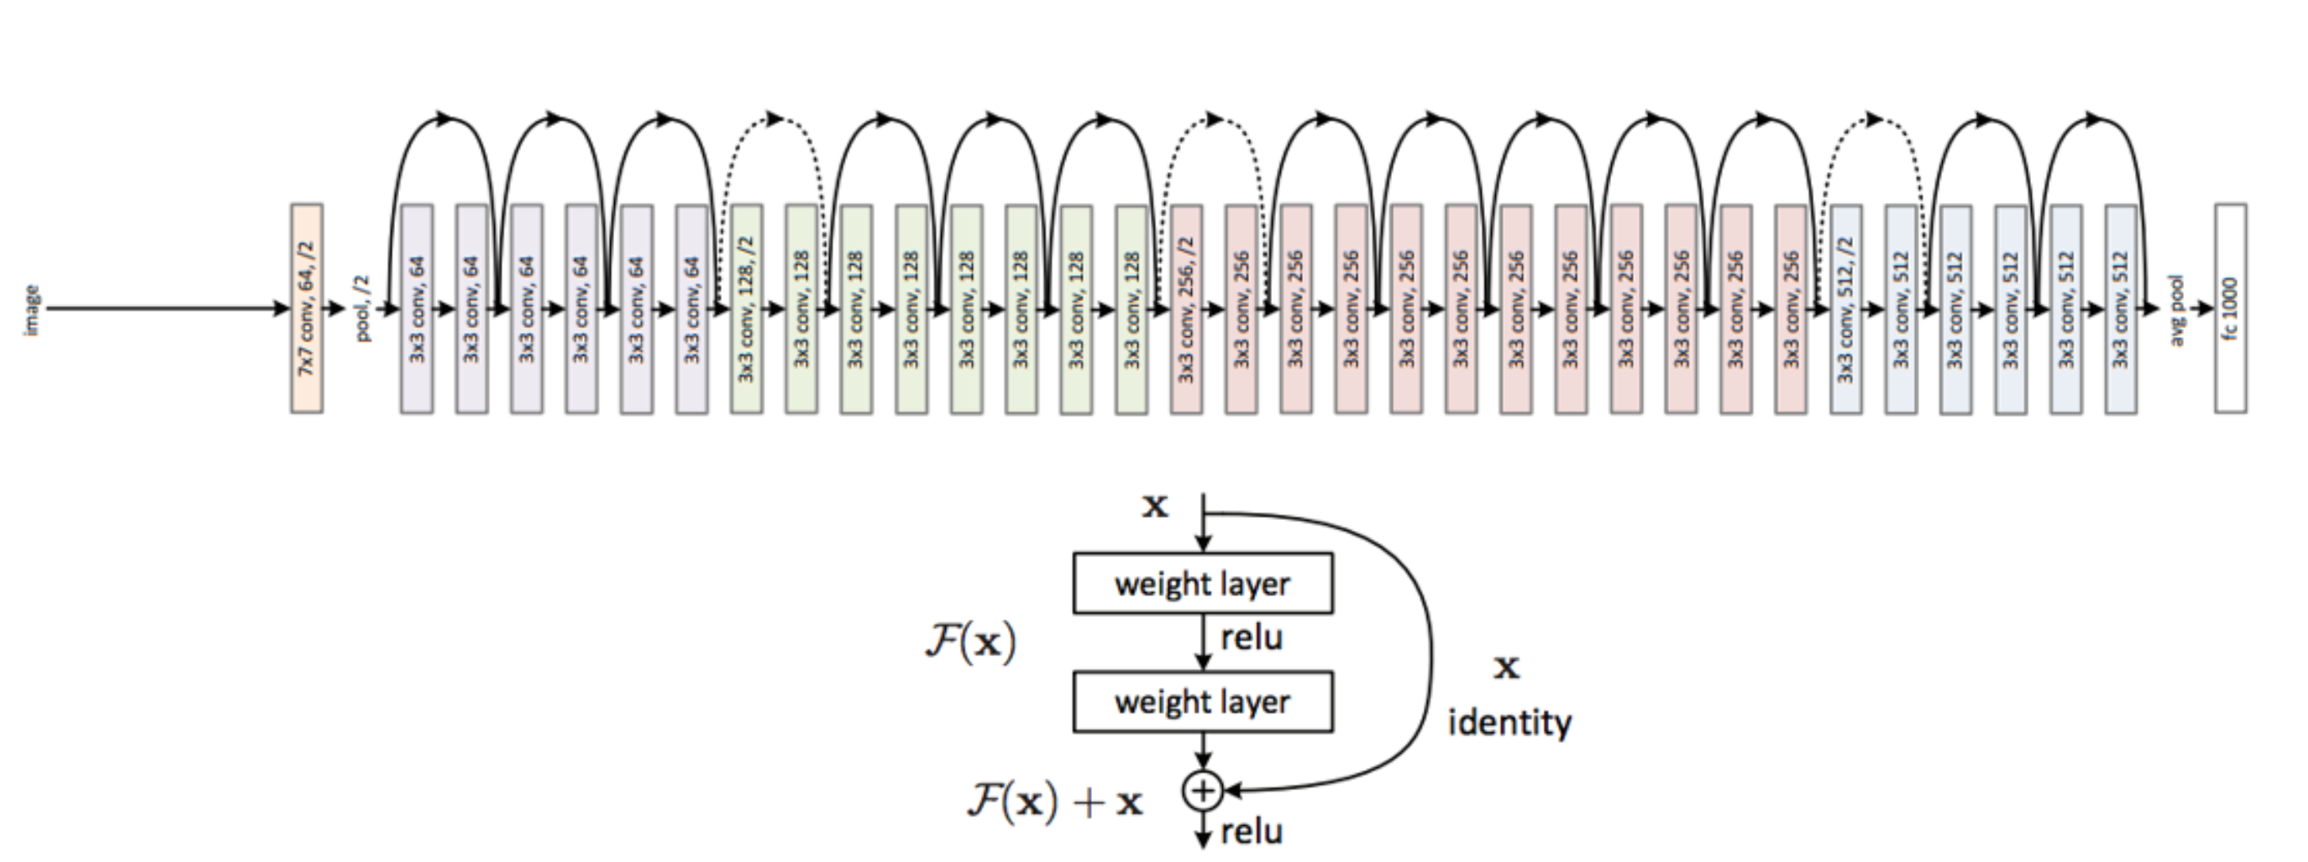 image
7x7 conv, 64, /2
pool, /2
3x3 conv, 64
3x3 conv, 64
3x3 conv, 64
3x3 conv, 64
3x3 conv, 64
3x3 conv, 64
3x3 conv, 128, /2
3x3 conv, 128
3x3 conv, 128
3x3 conv, 128
3x3 conv, 128
3x3 conv, 128
3x3 conv, 128
3x3 conv, 128
3x3 conv, 256, /2
3x3 conv, 256
3x3 conv, 256
3x3 conv, 256
3x3 conv, 256
3x3 conv, 256
3x3 conv, 256
3x3 conv, 256
3x3 conv, 256
3x3 conv, 256
3x3 conv, 256
3x3 conv, 256
3x3 conv, 512, /2
3x3 conv, 512
3x3 conv, 512
3x3 conv, 512
3x3 conv, 512
3x3 conv, 512
avg pool
fc 1000
x
weight layer
F(x)
relu
x
weight layer
identity
F(x) + x
+
relu